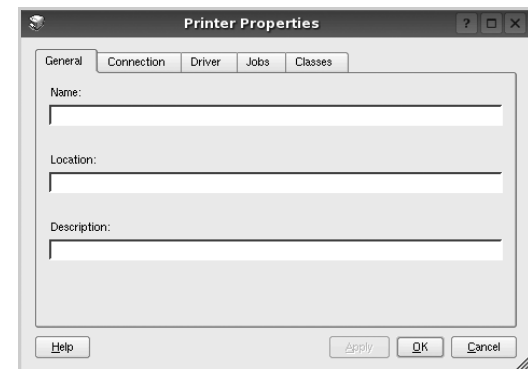 Printer Properties
General Connection Driver Jobs Classes
Name:
Location:
Description:
Help Apply OK Cancel